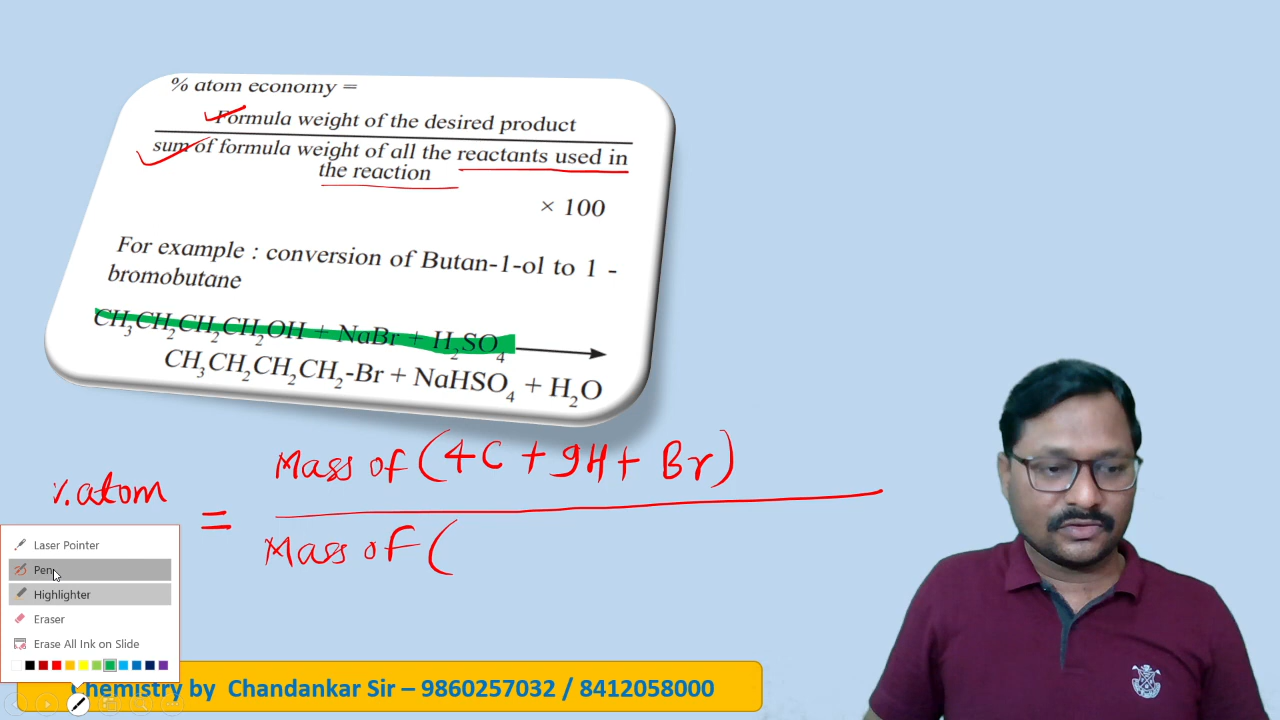 % atom economy =
Formula weight of the desired product
sum of formula weight of all the reactants used in
the reaction
× 100
For example : conversion of Butan-1-ol to 1 -
bromobutane
CH₃CH₂CH₂CH₂OH + NaBr + H₂SO₄
CH₃CH₂CH₂CH₂-Br + NaHSO₄ + H₂O
Mass of (4C + 9H + Br)
%.atom
=
Mass of (
Laser Pointer
Pen
Highlighter
Eraser
Erase All Ink on Slide
Chemistry by Chandankar Sir – 9860257032 / 8412058000